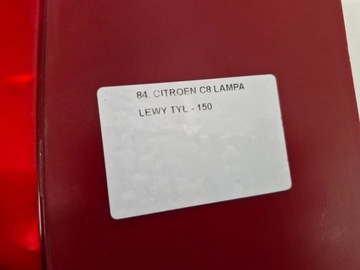 84. CITROEN C8 LAMPA
LEWY TYŁ - 150